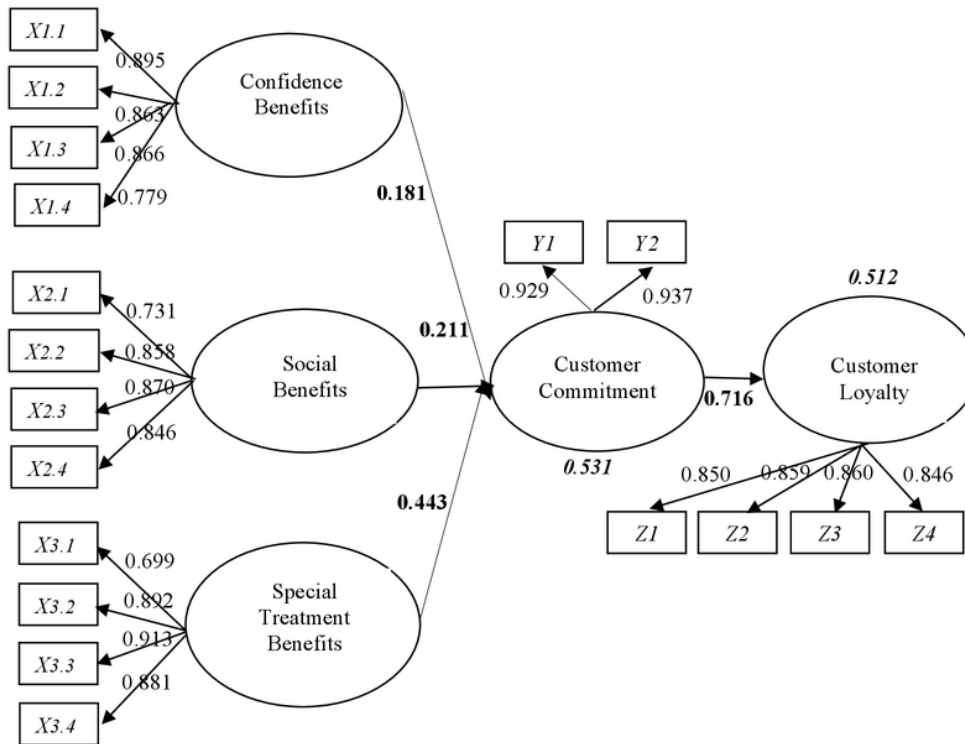 X1.1
0.895
X1.2
0.863
X1.3
0.866
X1.4
0.779
Confidence
Benefits
0.181
X2.1
0.731
X2.2
0.858
X2.3
0.870
X2.4
0.846
Social
Benefits
0.211
X3.1
0.699
X3.2
0.892
X3.3
0.913
X3.4
0.881
Special
Treatment
Benefits
0.443
Y1
Y2
0.929
0.937
Customer
Commitment
0.531
0.716
0.512
Customer
Loyalty
0.850
0.859
0.860
0.846
Z1
Z2
Z3
Z4